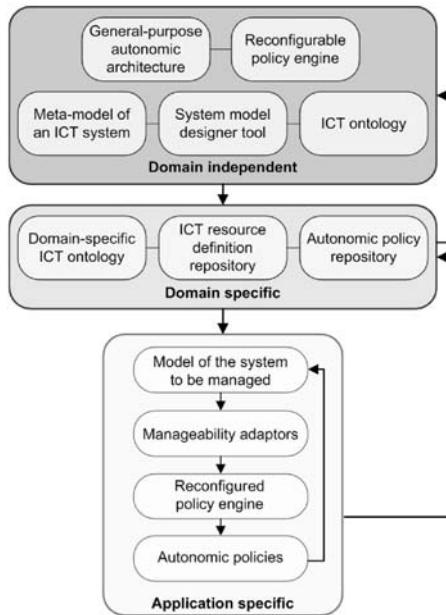 General-purpose
autonomic
architecture
Reconfigurable
policy engine
Meta-model of
an ICT system
System model
designer tool
ICT ontology
Domain independent
Domain-specific
ICT ontology
ICT resource
definition
repository
Autonomic policy
repository
Domain specific
Model of the system
to be managed
Manageability adaptors
Reconfigured
policy engine
Autonomic policies
Application specific